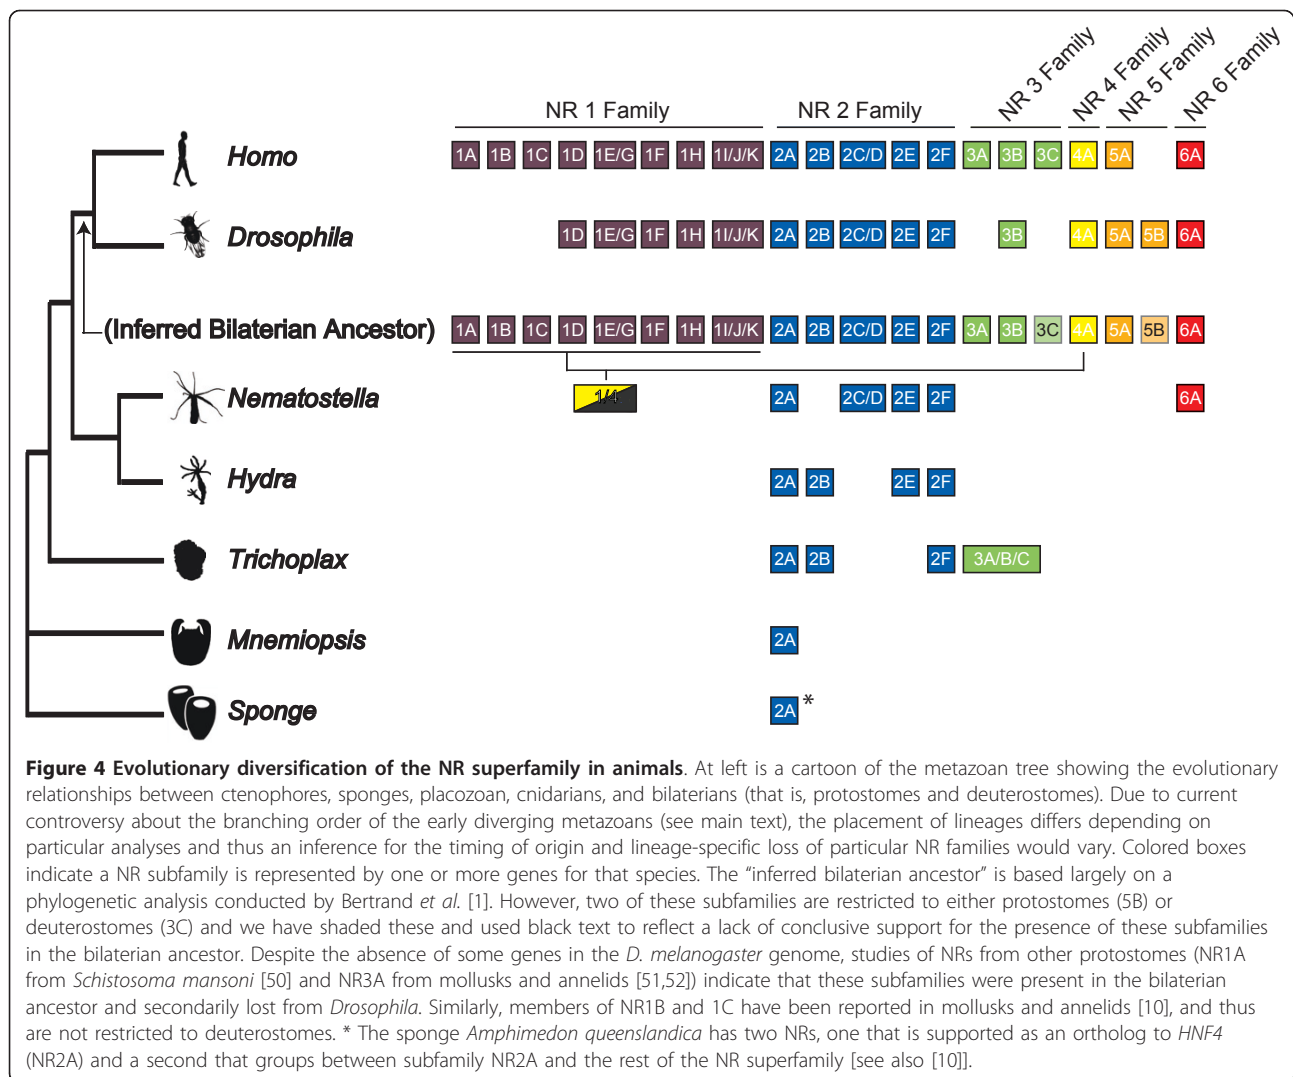 NR 3 Family
NR 4 Family
NR 5 Family
NR 6 Family
NR 1 Family
NR 2 Family
Homo
1A 1B 1C 1D 1E/G 1F 1H 1I/J/K 2A 2B 2C/D 2E 2F 3A 3B 3C 4A 5A 6A
Drosophila
1D 1E/G 1F 1H 1I/J/K 2A 2B 2C/D 2E 2F 3B 4A 5A 5B 6A
(Inferred Bilaterian Ancestor)
1A 1B 1C 1D 1E/G 1F 1H 1I/J/K 2A 2B 2C/D 2E 2F 3A 3B 3C 4A 5A 5B 6A
Nematostella
1/4 2A 2C/D 2E 2F 6A
Hydra
2A 2B 2E 2F
Trichoplax
2A 2B 2F 3A/B/C
Mnemiopsis
2A
Sponge
2A *
Figure 4 Evolutionary diversification of the NR superfamily in animals. At left is a cartoon of the metazoan tree showing the evolutionary
relationships between ctenophores, sponges, placozoan, cnidarians, and bilaterians (that is, protostomes and deuterostomes). Due to current
controversy about the branching order of the early diverging metazoans (see main text), the placement of lineages differs depending on
particular analyses and thus an inference for the timing of origin and lineage-specific loss of particular NR families would vary. Colored boxes
indicate a NR subfamily is represented by one or more genes for that species. The “inferred bilaterian ancestor” is based largely on a
phylogenetic analysis conducted by Bertrand et al. [1]. However, two of these subfamilies are restricted to either protostomes (5B) or
deuterostomes (3C) and we have shaded these and used black text to reflect a lack of conclusive support for the presence of these subfamilies
in the bilaterian ancestor. Despite the absence of some genes in the D. melanogaster genome, studies of NRs from other protostomes (NR1A
from Schistosoma mansoni [50] and NR3A from mollusks and annelids [51,52]) indicate that these subfamilies were present in the bilaterian
ancestor and secondarily lost from Drosophila. Similarly, members of NR1B and 1C have been reported in mollusks and annelids [10], and thus
are not restricted to deuterostomes. * The sponge Amphimedon queenslandica has two NRs, one that is supported as an ortholog to HNF4
(NR2A) and a second that groups between subfamily NR2A and the rest of the NR superfamily [see also [10]].